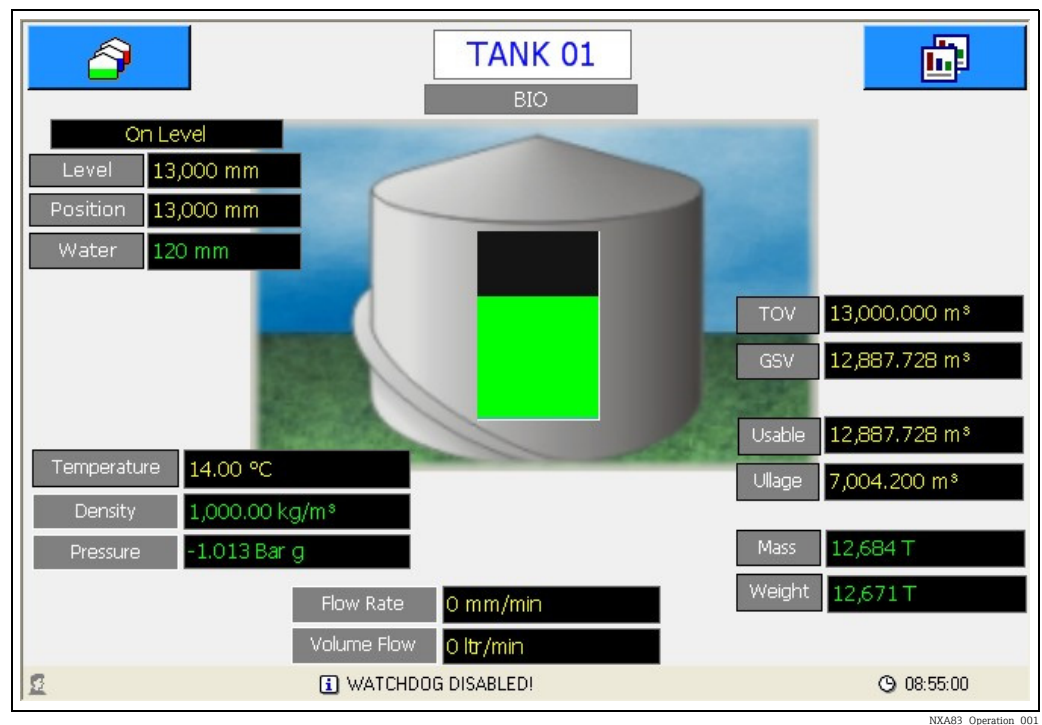 TANK 01
BIO
On Level
Level 13,000 mm
Position 13,000 mm
Water 120 mm
TOV 13,000.000 m³
GSV 12,887.728 m³
Usable 12,887.728 m³
Ullage 7,004.200 m³
Temperature 14.00 °C
Density 1,000.00 kg/m³
Pressure -1.013 Bar g
Mass 12,684 T
Weight 12,671 T
Flow Rate 0 mm/min
Volume Flow 0 ltr/min
WATCHDOG DISABLED!
08:55:00
NXA83_Operation_001